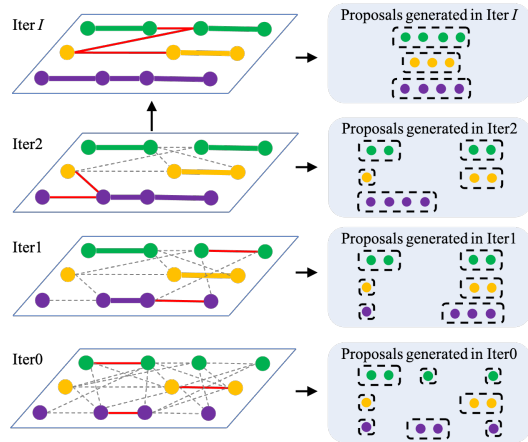 Iter I
Proposals generated in Iter I
Iter2
Proposals generated in Iter2
Iter1
Proposals generated in Iter1
Iter0
Proposals generated in Iter0